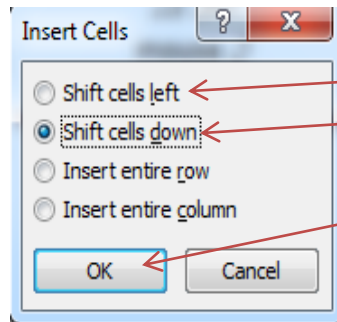 Insert Cells
Shift cells left
Shift cells down
Insert entire row
Insert entire column
OK Cancel